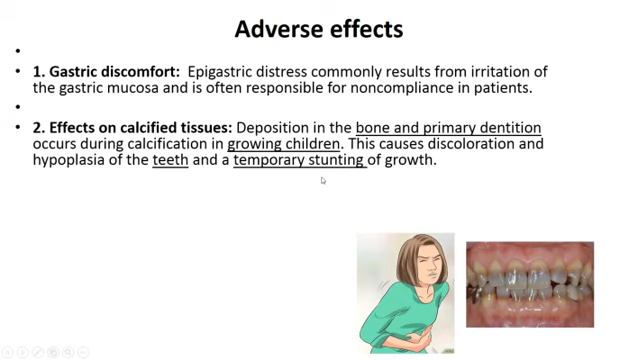 Adverse effects
• 1. Gastric discomfort: Epigastric distress commonly results from irritation of
the gastric mucosa and is often responsible for noncompliance in patients.
• 2. Effects on calcified tissues: Deposition in the bone and primary dentition
occurs during calcification in growing children. This causes discoloration and
hypoplasia of the teeth and a temporary stunting of growth.